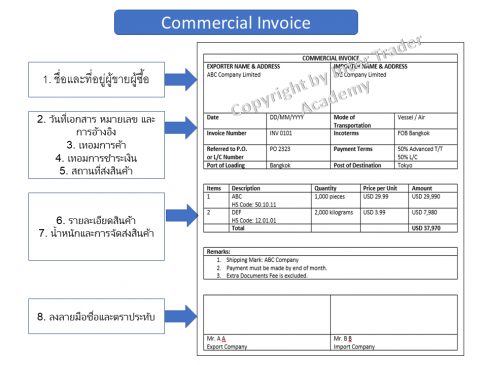 Commercial Invoice
1. ชื่อและที่อยู่ผู้ขายผู้ซื้อ
2. วันที่เอกสาร หมายเลข และ
การอ้างอิง
3. เทอมการค้า
4. เทอมการชำระเงิน
5. สถานที่ส่งสินค้า
6. รายละเอียดสินค้า
7. น้ำหนักและการจัดส่งสินค้า
8. ลงลายมือชื่อและตราประทับ
COMMERCIAL INVOICE
EXPORTER NAME & ADDRESS IMPORTER NAME & ADDRESS
ABC Company Limited XYZ Company Limited
Copyright by Trader
Academy
Date DD/MM/YYYY Mode of Transportation Vessel / Air
Invoice Number INV 0101 Incoterms FOB Bangkok
Referred to P.O. or L/C Number PO 2323 Payment Terms 50% Advanced T/T 50% L/C
Port of Loading Bangkok Post of Destination Tokyo
Items Description Quantity Price per Unit Amount
1 ABC 1,000 pieces USD 29.99 USD 29,990
HS Code: 50.10.11
2 DEF 2,000 kilograms USD 3.99 USD 7,980
HS Code: 12.01.01
Total USD 37,970
Remarks:
1. Shipping Mark: ABC Company
2. Payment must be made by end of month.
3. Extra Documents Fee is excluded.
Mr. A A Mr. B B
Export Company Import Company